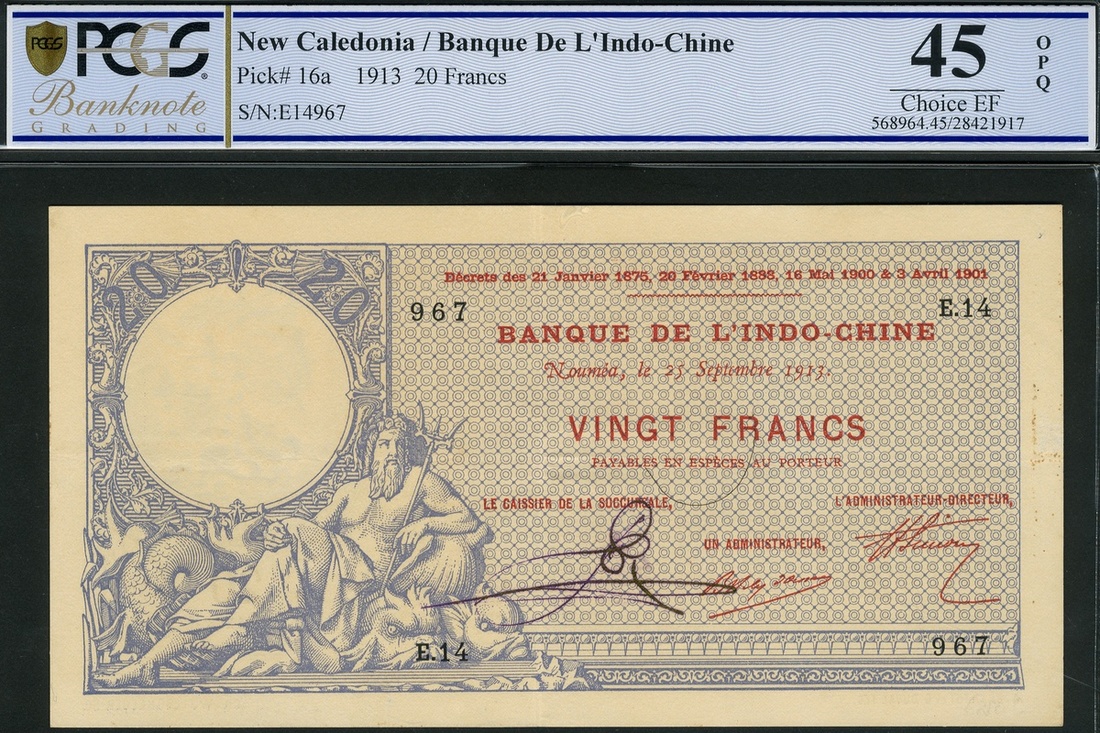 PCGS
Banknote
GRADING
New Caledonia / Banque De L'Indo-Chine
Pick# 16a 1913 20 Francs
S/N:E14967
45
Choice EF
568964.45/28421917
OPQ
20 20
Décrets des 21 Janvier 1875, 20 Février 1888, 16 Mai 1900 & 3 Avril 1901
967 E.14
BANQUE DE L'INDO-CHINE
Nouméa, le 25 Septembre 1913.
VINGT FRANCS
PAYABLES EN ESPÈCES AU PORTEUR
LE CAISSIER DE LA SUCCURSALE, L'ADMINISTRATEUR-DIRECTEUR,
UN ADMINISTRATEUR,
E.14 967